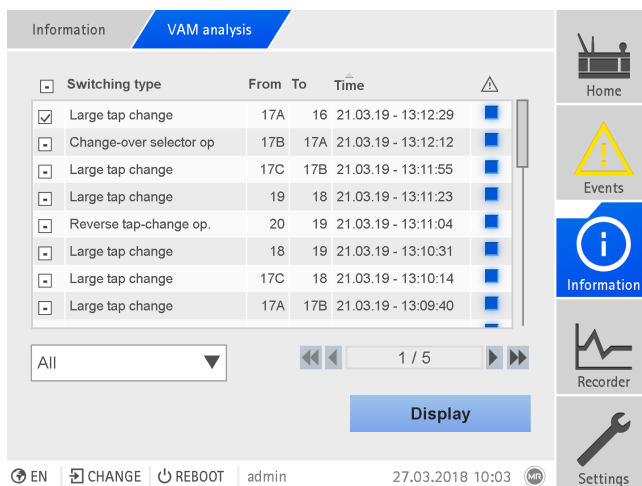 Information VAM analysis
Switching type From To Time
Large tap change 17A 16 21.03.19 - 13:12:29
Change-over selector op 17B 17A 21.03.19 - 13:12:12
Large tap change 17C 17B 21.03.19 - 13:11:55
Large tap change 19 18 21.03.19 - 13:11:23
Reverse tap-change op. 20 19 21.03.19 - 13:11:04
Large tap change 18 19 21.03.19 - 13:10:31
Large tap change 17C 18 21.03.19 - 13:10:14
Large tap change 17A 17B 21.03.19 - 13:09:40
All
1 / 5
Display
EN CHANGE REBOOT admin 27.03.2018 10:03 MR
Home
Events
Information
Recorder
Settings